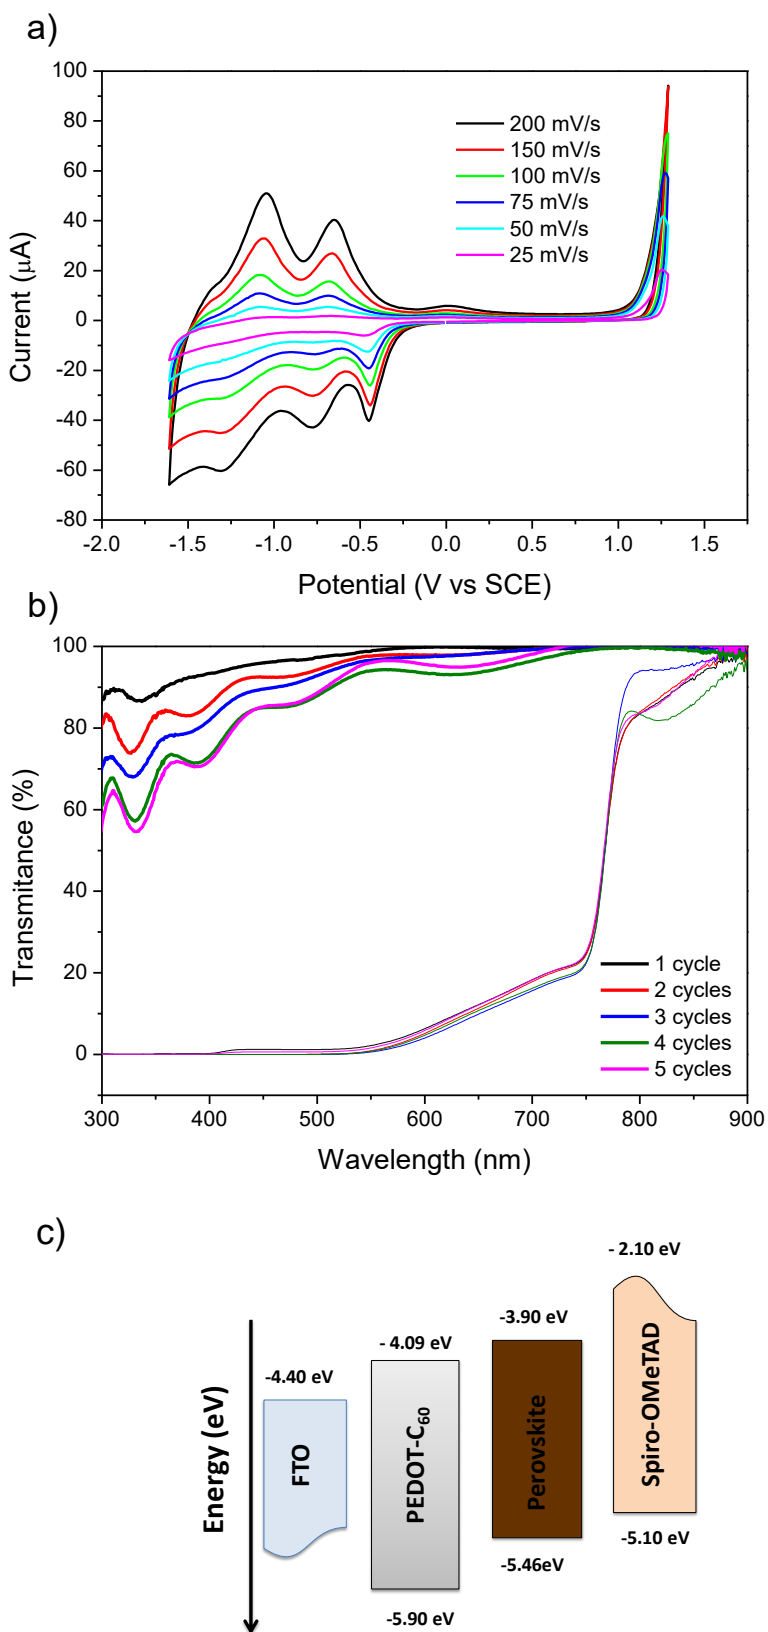 a)
100
80
60
40
20
0
-20
-40
-60
-80
Current (μA)
200 mV/s
150 mV/s
100 mV/s
75 mV/s
50 mV/s
25 mV/s
-2.0 -1.5 -1.0 -0.5 0.0 0.5 1.0 1.5
Potential (V vs SCE)
b)
100
80
60
40
20
0
Transmitance (%)
1 cycle
2 cycles
3 cycles
4 cycles
5 cycles
300 400 500 600 700 800 900
Wavelength (nm)
c)
Energy (eV)
-4.40 eV
FTO
- 4.09 eV
PEDOT-C₆₀
-5.90 eV
-3.90 eV
Perovskite
-5.46eV
- 2.10 eV
Spiro-OMeTAD
-5.10 eV